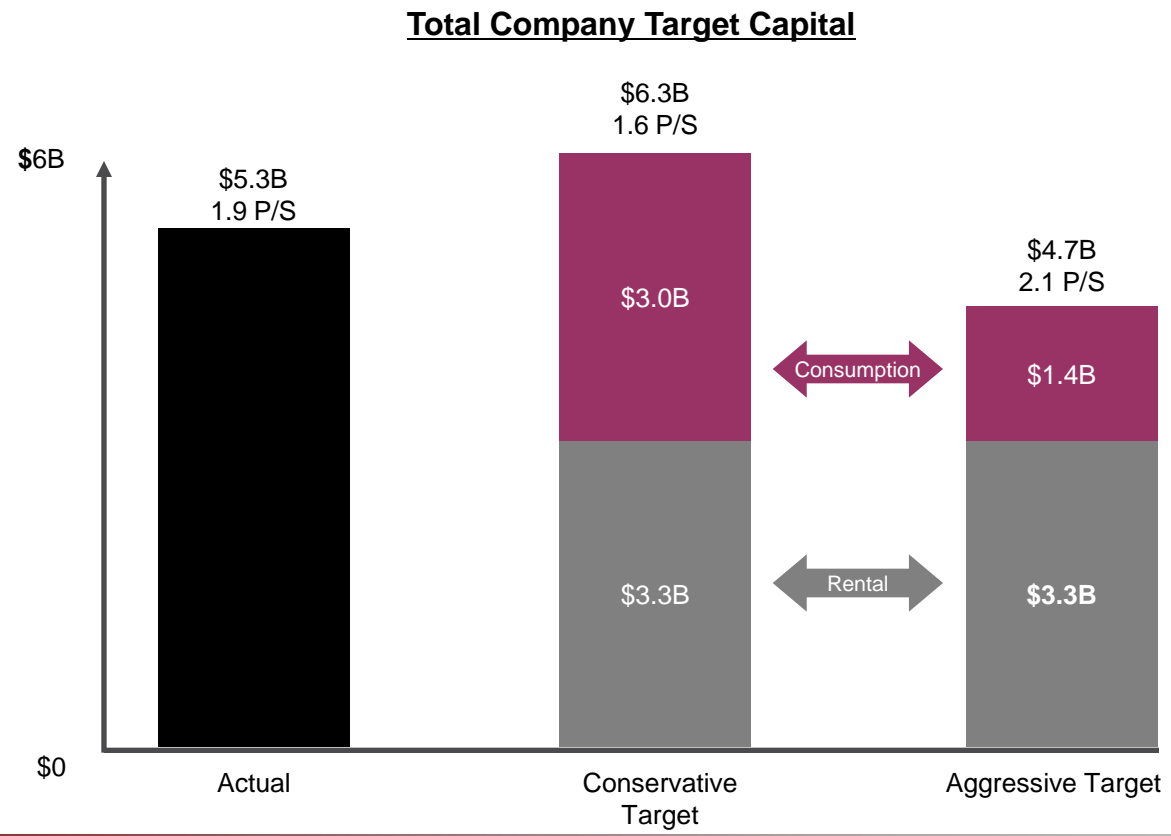 Total Company Target Capital
$6.3B
1.6 P/S
$6B
$5.3B
1.9 P/S
$4.7B
2.1 P/S
$3.0B
Consumption
$1.4B
$3.3B
Rental
$3.3B
$0
Actual
Conservative
Target
Aggressive Target